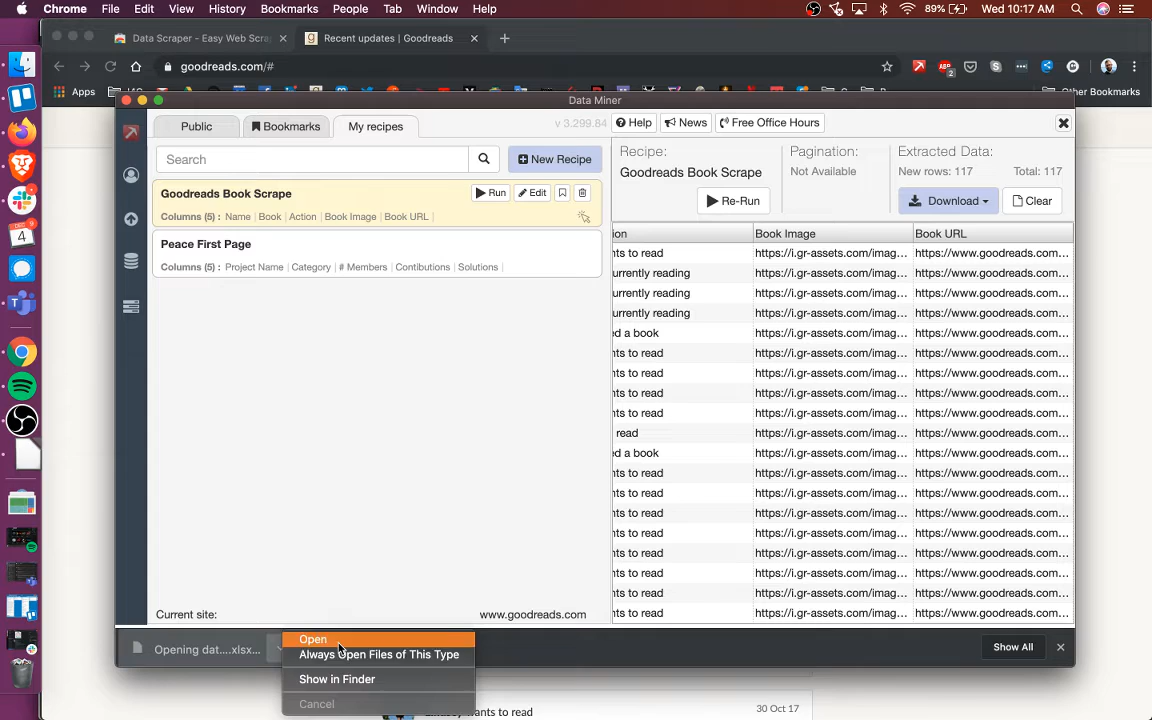 Chrome File Edit View History Bookmarks People Tab Window Help 89% Wed 10:17 AM
Data Scraper - Easy Web Scra
Recent updates | Goodreads
goodreads.com/#
Apps
Other Bookmarks
Data Miner
Public
Bookmarks
My recipes
v 3.299.84
Help
News
Free Office Hours
Search
New Recipe
Recipe:
Goodreads Book Scrape
Re-Run
Pagination:
Not Available
Extracted Data:
New rows: 117 Total: 117
Download
Clear
Goodreads Book Scrape
Run
Edit
Columns (5) : Name | Book | Action | Book Image | Book URL |
Peace First Page
Columns (5) : Project Name | Category | # Members | Contibutions | Solutions |
ion Book Image Book URL
nts to read https://i.gr-assets.com/imag... https://www.goodreads.com...
urrently reading https://i.gr-assets.com/imag... https://www.goodreads.com...
urrently reading https://i.gr-assets.com/imag... https://www.goodreads.com...
urrently reading https://i.gr-assets.com/imag... https://www.goodreads.com...
ed a book https://i.gr-assets.com/imag... https://www.goodreads.com...
nts to read https://i.gr-assets.com/imag... https://www.goodreads.com...
nts to read https://i.gr-assets.com/imag... https://www.goodreads.com...
nts to read https://i.gr-assets.com/imag... https://www.goodreads.com...
nts to read https://i.gr-assets.com/imag... https://www.goodreads.com...
read https://i.gr-assets.com/imag... https://www.goodreads.com...
ed a book https://i.gr-assets.com/imag... https://www.goodreads.com...
nts to read https://i.gr-assets.com/imag... https://www.goodreads.com...
nts to read https://i.gr-assets.com/imag... https://www.goodreads.com...
nts to read https://i.gr-assets.com/imag... https://www.goodreads.com...
nts to read https://i.gr-assets.com/imag... https://www.goodreads.com...
nts to read https://i.gr-assets.com/imag... https://www.goodreads.com...
nts to read https://i.gr-assets.com/imag... https://www.goodreads.com...
nts to read https://i.gr-assets.com/imag... https://www.goodreads.com...
nts to read https://i.gr-assets.com/imag... https://www.goodreads.com...
Current site: www.goodreads.com
Opening dat....xlsx...
Open
Always Open Files of This Type
Show in Finder
Cancel
Show All
wants to read
30 Oct 17